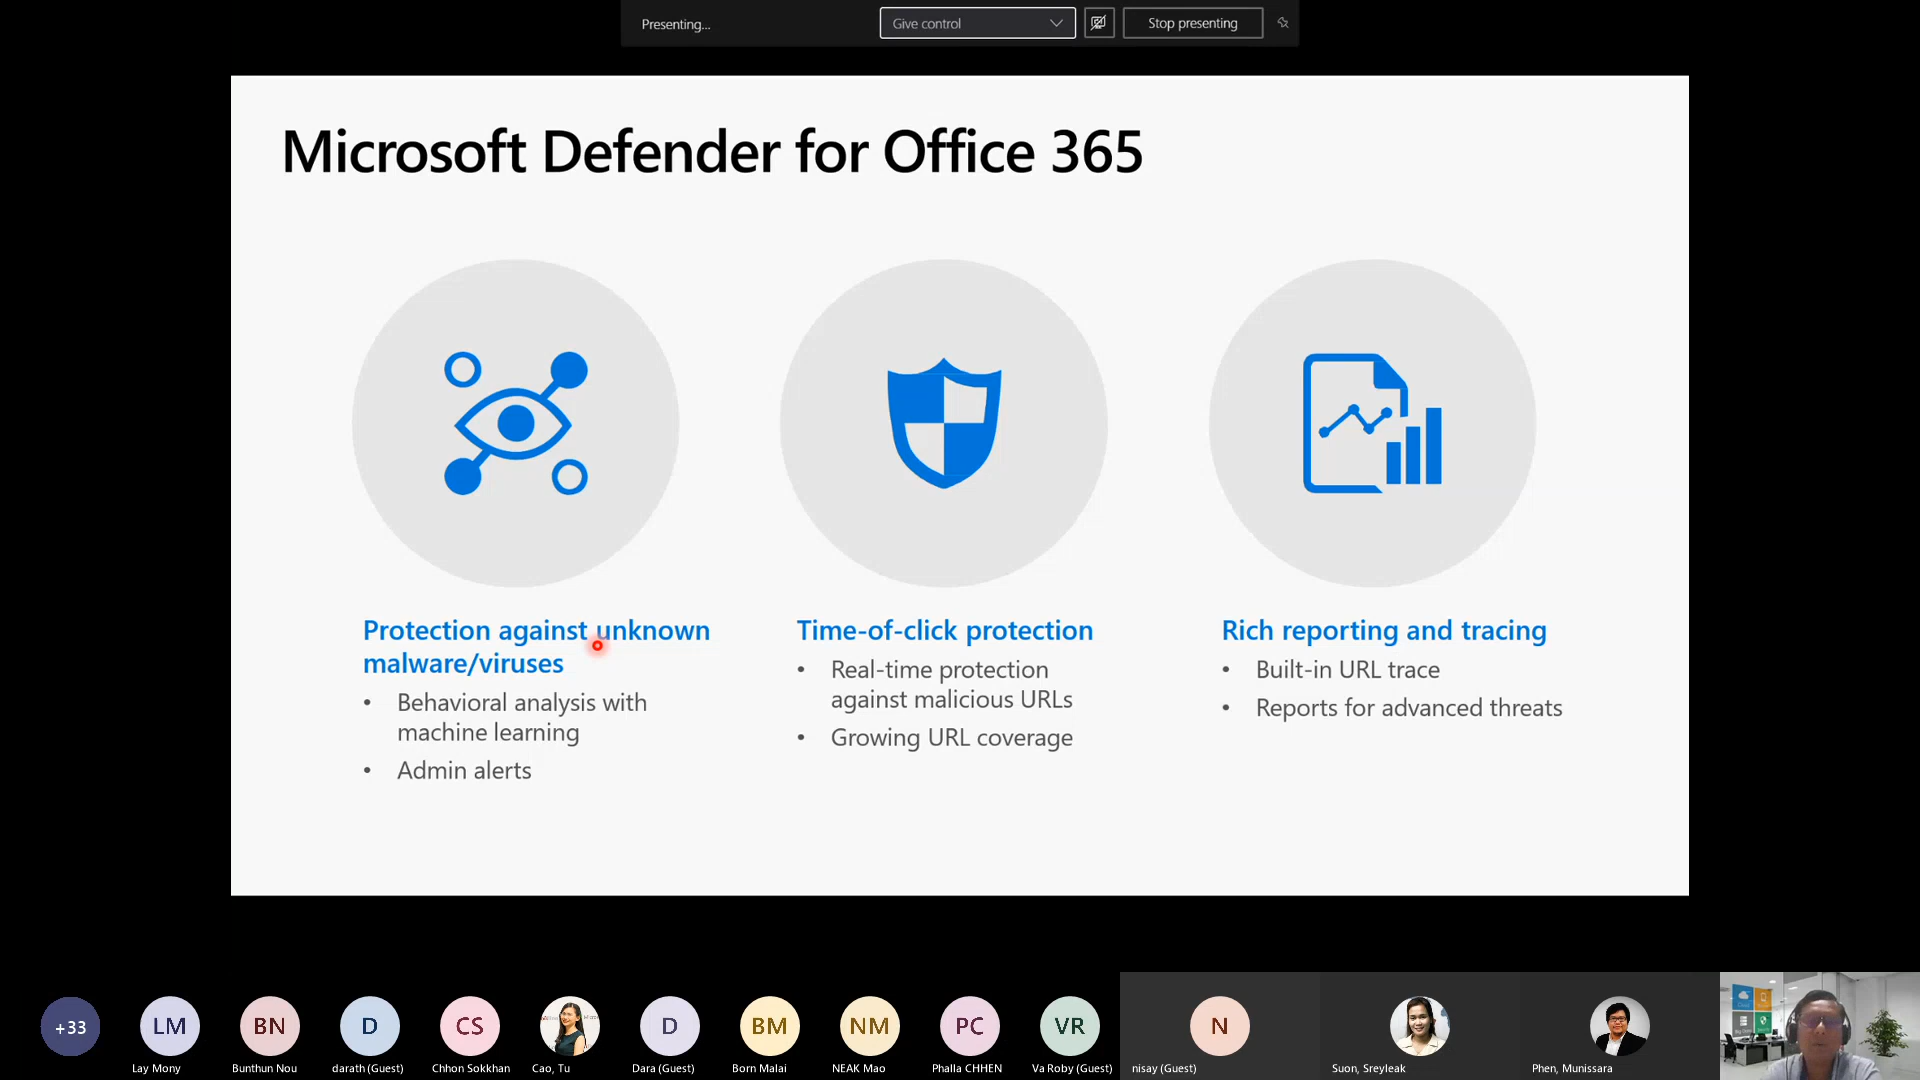 Presenting...
Give control
Stop presenting
Microsoft Defender for Office 365
Protection against unknown
malware/viruses
• Behavioral analysis with
machine learning
• Admin alerts
Time-of-click protection
• Real-time protection
against malicious URLs
• Growing URL coverage
Rich reporting and tracing
• Built-in URL trace
• Reports for advanced threats
+33
LM
BN
D
CS
D
BM
NM
PC
VR
N
Lay Mony
Bunthun Nou
darath (Guest)
Chhon Sokkhan
Cao, Tu
Dara (Guest)
Born Malai
NEAK Mao
Phalla CHHEN
Va Roby (Guest)
nisay (Guest)
Suon, Sreyleak
Phen, Munissara